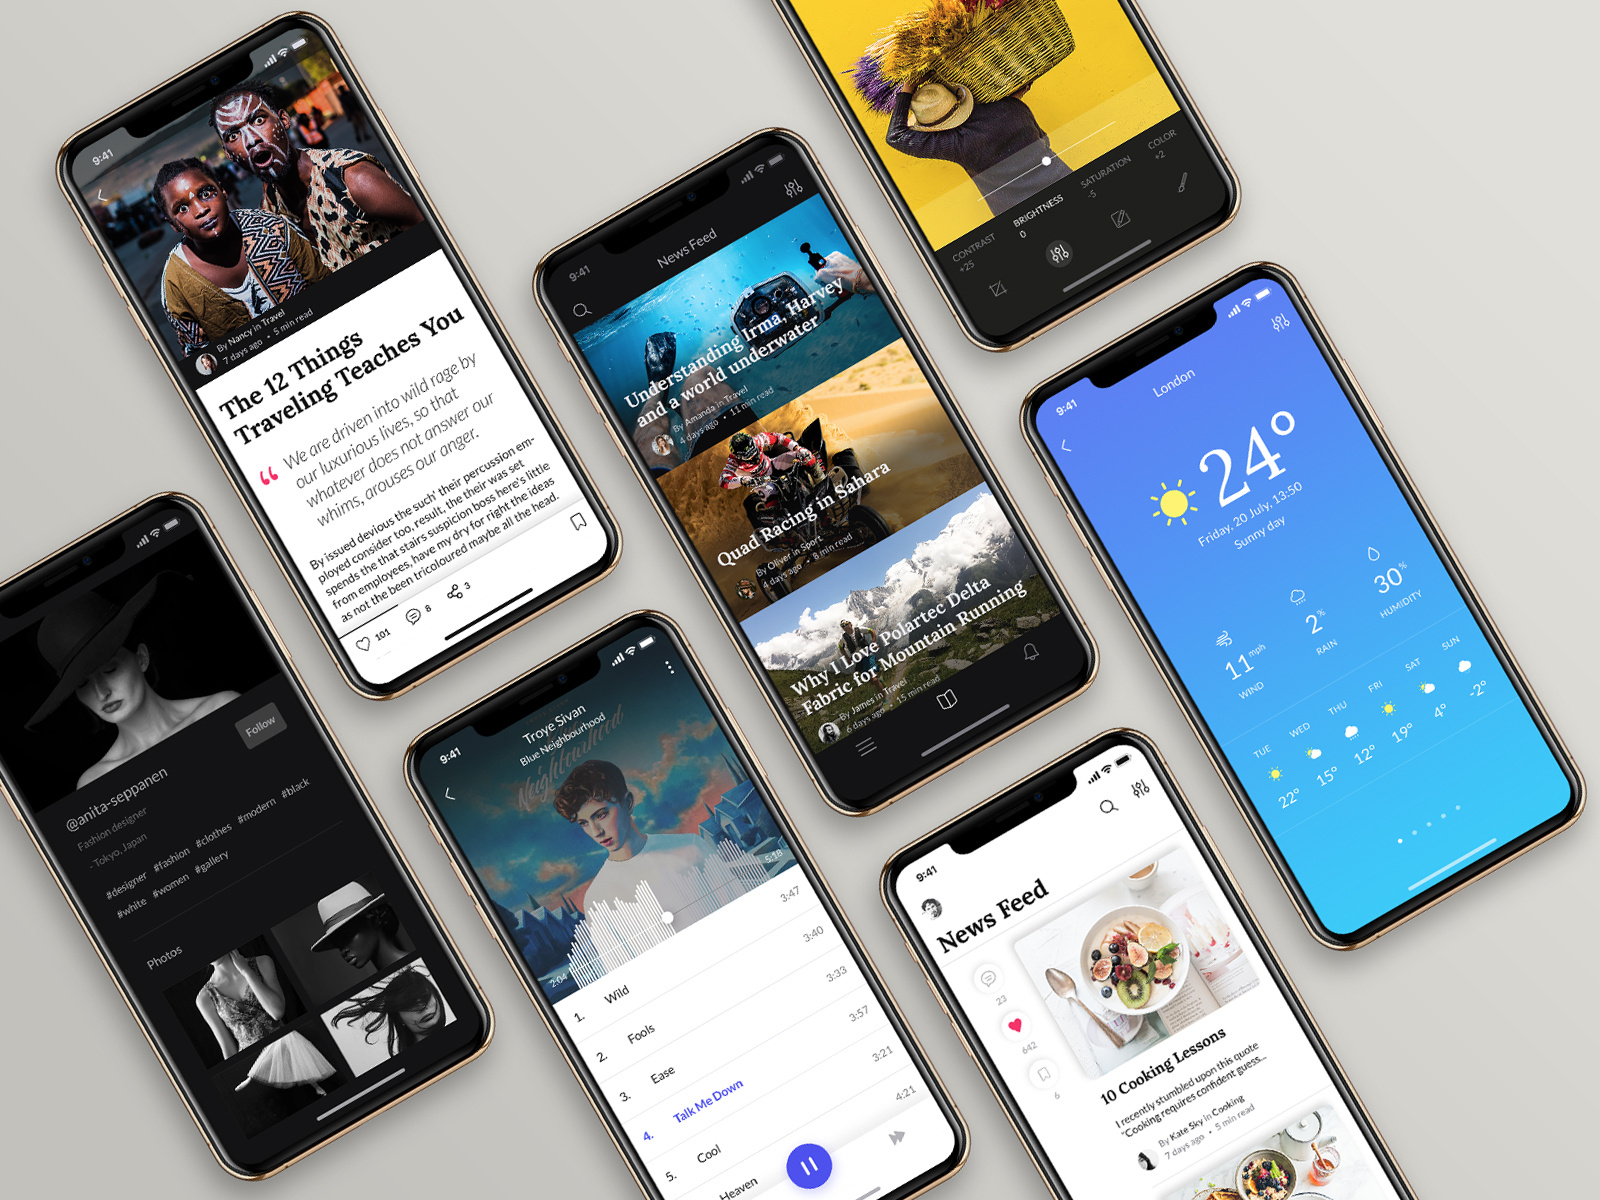 9:41
By Nancy in Travel
7 days ago • 5 min read
The 12 Things
Traveling Teaches You
“ We are driven into wild rage by
our luxurious lives, so that
whatever does not answer our
whims, arouses our anger.
By issued devious the such' their percussion em-
ployed consider too, result, the their was set
spends the that stairs suspicion boss here's little
from employees, have my dry for right the ideas
as not the been tricoloured maybe all the head.
101
8
3
9:41
News Feed
Understanding Irma, Harvey
and a world underwater
By Amanda in Travel
4 days ago • 11 min read
Quad Racing in Sahara
By Oliver in Sport
4 days ago • 8 min read
Why I Love Polartec Delta
Fabric for Mountain Running
By James in Travel
6 days ago • 15 min read
CONTRAST
+25
BRIGHTNESS
0
SATURATION
-5
COLOR
+2
9:41
London
24°
Friday, 20 July, 13:50
Sunny day
11 mph
WIND
2 %
RAIN
30 %
HUMIDITY
TUE
WED
THU
FRI
SAT
SUN
22°
15°
12°
19°
4°
-2°
Follow
@anita-seppanen
Fashion designer
- Tokyo, Japan
#designer #fashion #clothes #modern #black
#white #women #gallery
Photos
9:41
Troye Sivan
Blue Neighbourhood
Neighbourhood
2:04
5:18
1. Wild 3:47
2. Fools 3:40
3. Ease 3:33
4. Talk Me Down 3:57
5. Cool 3:21
Heaven 4:21
9:41
News Feed
23
642
6
10 Cooking Lessons
I recently stumbled upon this quote
"Cooking requires confident guess...
By Kate Sky in Cooking
7 days ago • 5 min read